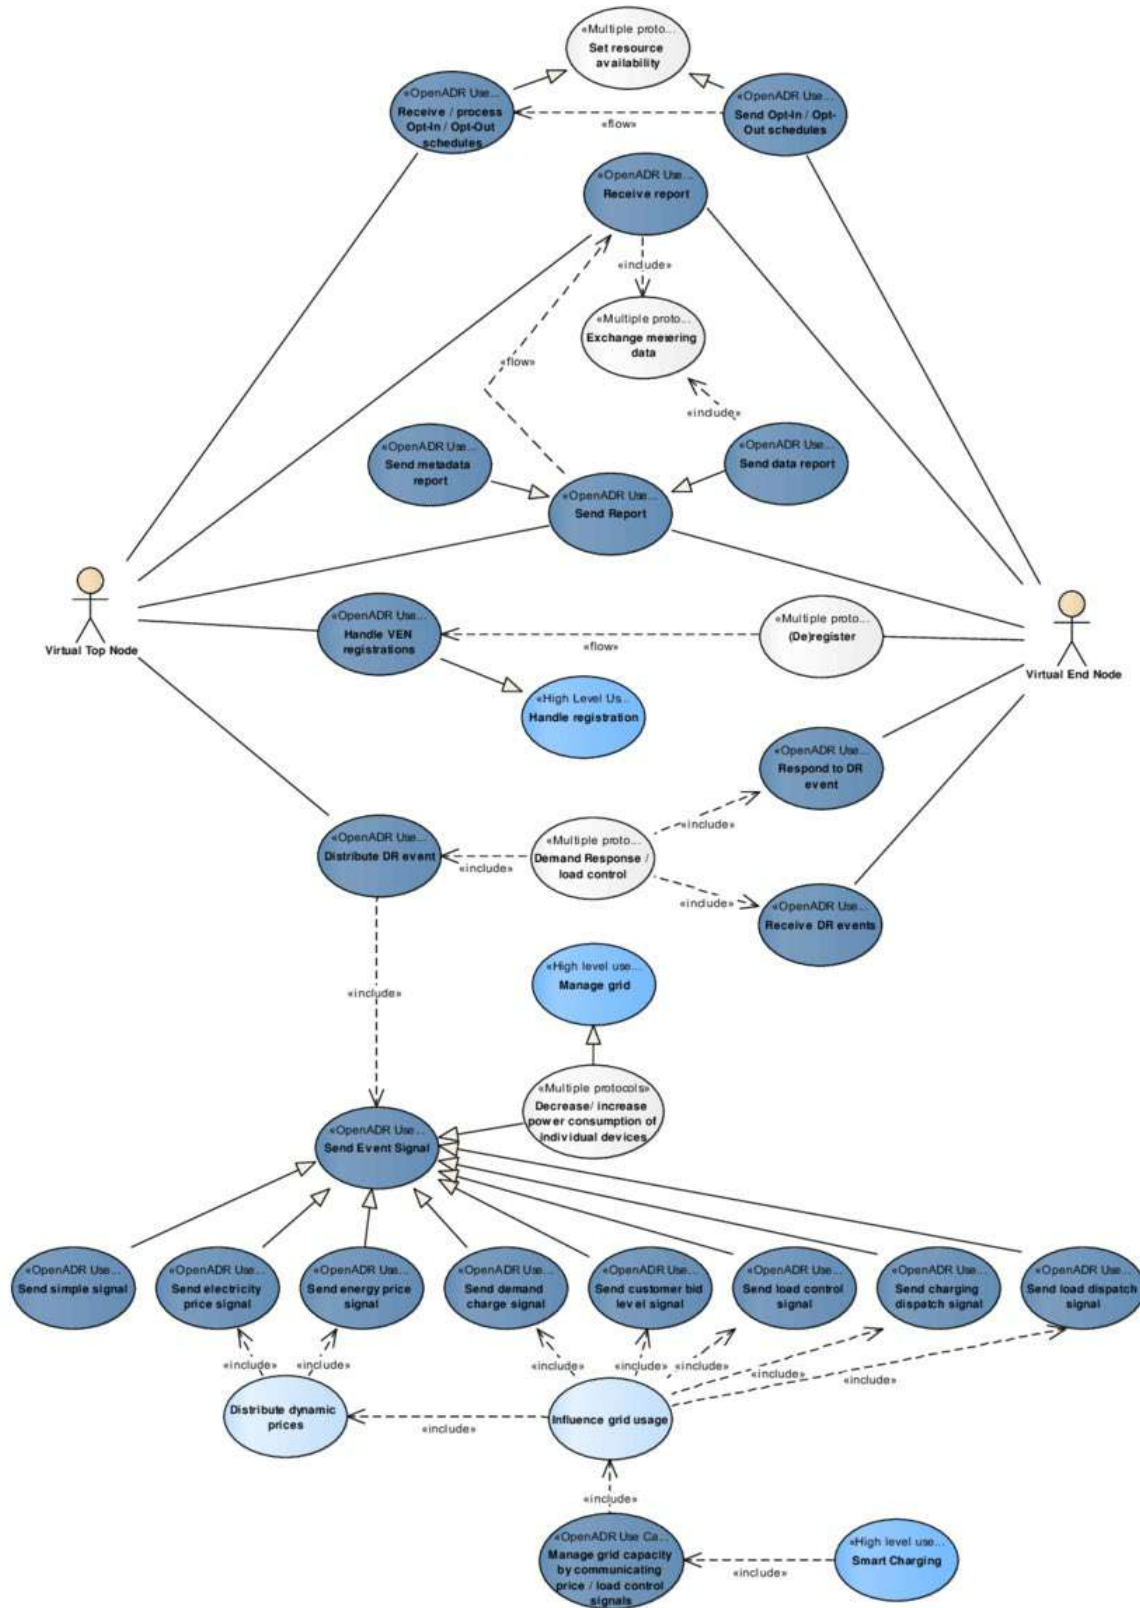 «Multiple proto...
Set resource
availability
«OpenADR Use...
Receive / process
Opt-In / Opt-Out
schedules
«flow»
«OpenADR Use...
Send Opt-In / Opt-
Out schedules
«OpenADR Use...
Receive report
«include»
«Multiple proto...
Exchange metering
data
«flow»
«include»
«OpenADR Use...
Send metadata
report
«OpenADR Use...
Send data report
«OpenADR Use...
Send Report
Virtual Top Node
«OpenADR Use...
Handle VEN
registrations
«flow»
«Multiple proto...
(De)register
Virtual End Node
«High Level Us...
Handle registration
«OpenADR Use...
Respond to DR
event
«include»
«OpenADR Use...
Distribute DR event
«include»
«Multiple proto...
Demand Response /
load control
«include»
«OpenADR Use...
Receive DR events
«include»
«High level use...
Manage grid
«Multiple protocols»
Decrease/ increase
power consumption of
individual devices
«OpenADR Use...
Send Event Signal
«OpenADR Use...
Send simple signal
«OpenADR Use...
Send electricity
price signal
«OpenADR Use...
Send energy price
signal
«OpenADR Use...
Send demand
charge signal
«OpenADR Use...
Send customer bid
level signal
«OpenADR Use...
Send load control
signal
«OpenADR Use...
Send charging
dispatch signal
«OpenADR Use...
Send load dispatch
signal
«include»
«include»
«include»
«include»
«include»
«include»
«include»
Distribute dynamic
prices
«include»
Influence grid usage
«include»
«OpenADR Use Ca...
Manage grid capacity
by communicating
price / load control
signals
«include»
«High level use...
Smart Charging